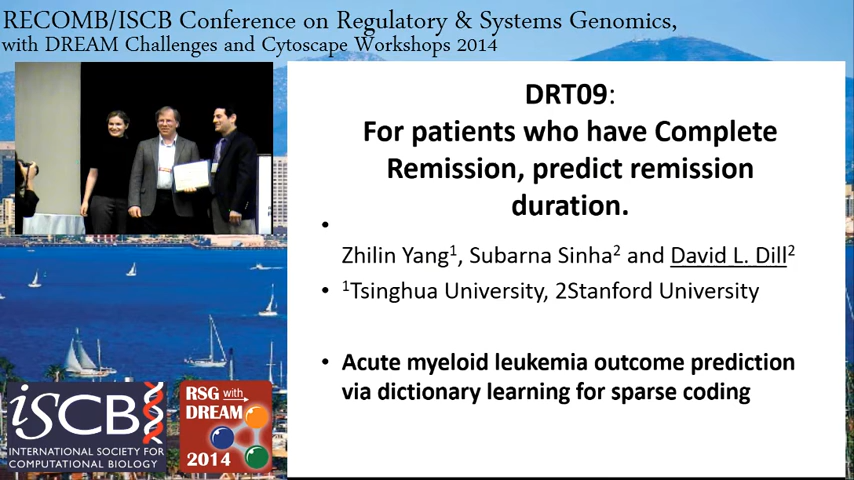 RECOMB/ISCB Conference on Regulatory & Systems Genomics,
with DREAM Challenges and Cytoscape Workshops 2014
DRT09:
For patients who have Complete
Remission, predict remission
duration.
•
Zhilin Yang¹, Subarna Sinha² and David L. Dill²
• ¹Tsinghua University, 2Stanford University
• Acute myeloid leukemia outcome prediction
via dictionary learning for sparse coding
iSCB
INTERNATIONAL SOCIETY FOR
COMPUTATIONAL BIOLOGY
RSG with
DREAM
2014